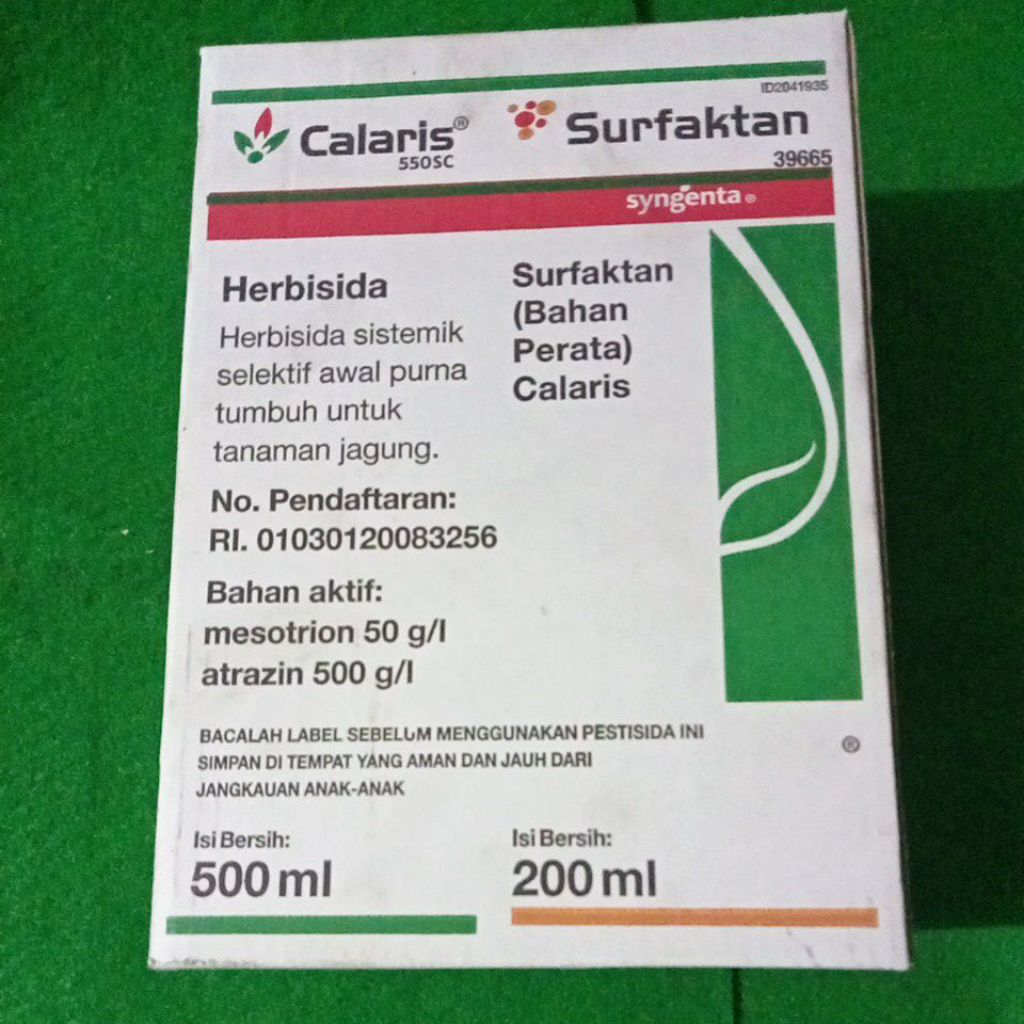 ID2041935
Calaris®
550SC
Surfaktan
39665
syngenta®
Herbisida
Herbisida sistemik
selektif awal purna
tumbuh untuk
tanaman jagung.
No. Pendaftaran:
RI. 01030120083256
Bahan aktif:
mesotrion 50 g/l
atrazin 500 g/l
Surfaktan
(Bahan
Perata)
Calaris
BACALAH LABEL SEBELUM MENGGUNAKAN PESTISIDA INI
SIMPAN DI TEMPAT YANG AMAN DAN JAUH DARI
JANGKAUAN ANAK-ANAK
®
Isi Bersih:
500 ml
Isi Bersih:
200 ml